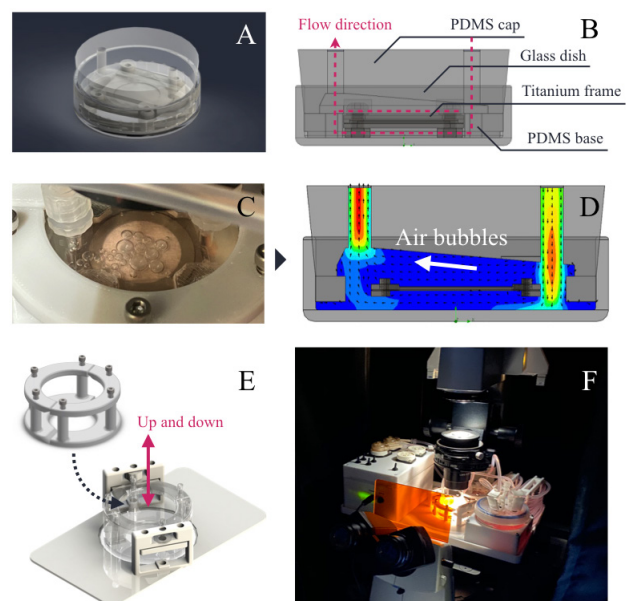 A
B
Flow direction
PDMS cap
Glass dish
Titanium frame
PDMS base
C
D
Air bubbles
E
Up and down
F